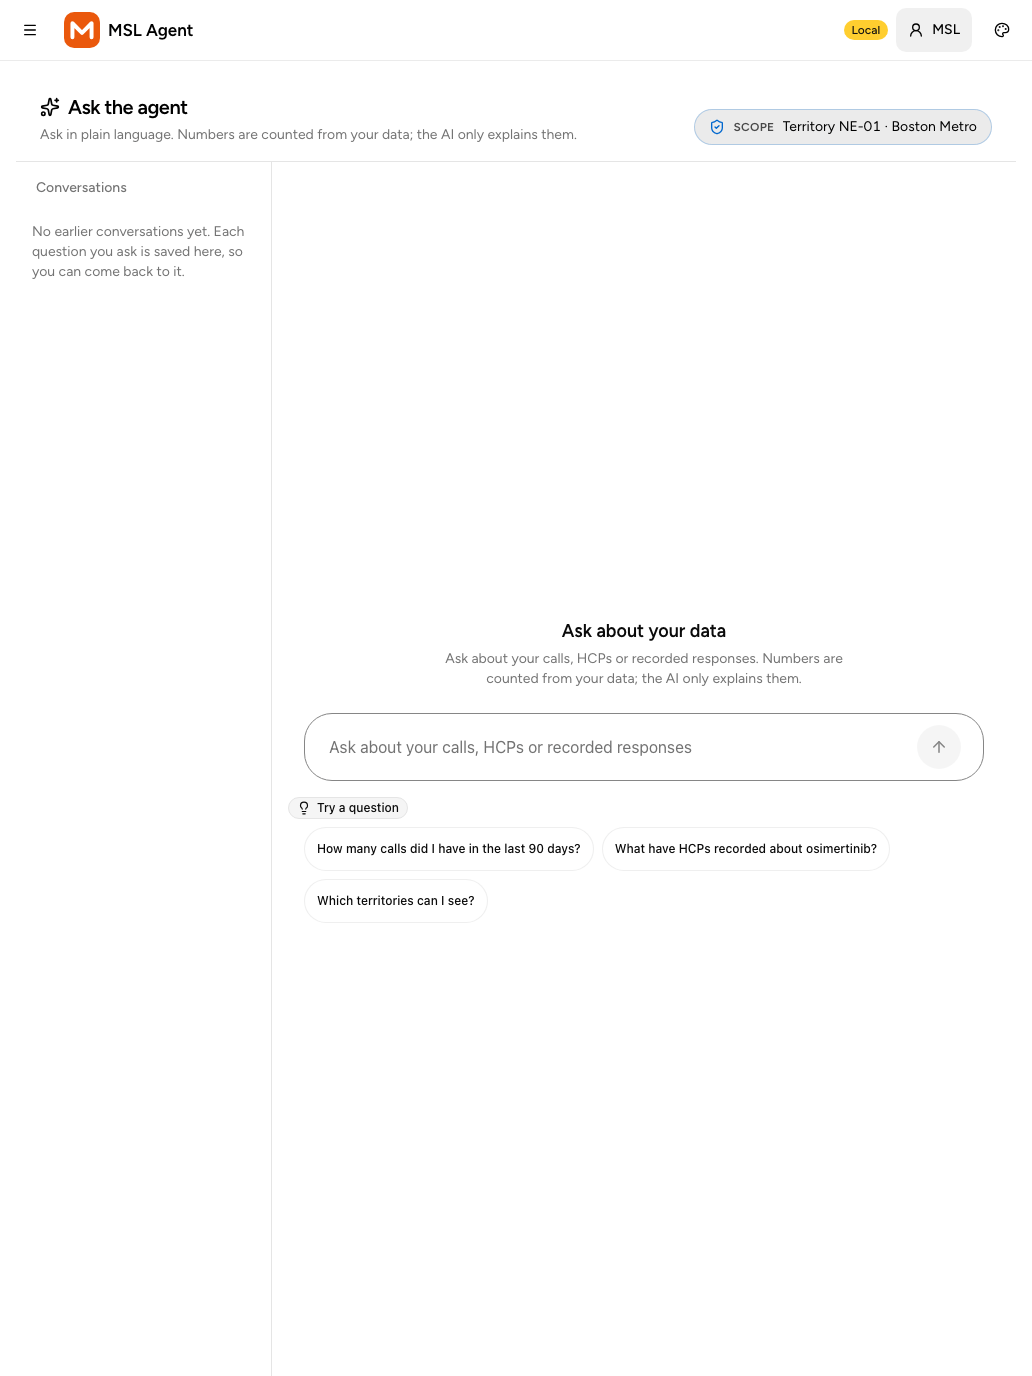 MSL Agent
Local
MSL
Ask the agent
Ask in plain language. Numbers are counted from your data; the AI only explains them.
SCOPE Territory NE-01 · Boston Metro
Conversations
No earlier conversations yet. Each
question you ask is saved here, so
you can come back to it.
Ask about your data
Ask about your calls, HCPs or recorded responses. Numbers are
counted from your data; the AI only explains them.
Ask about your calls, HCPs or recorded responses
Try a question
How many calls did I have in the last 90 days?
What have HCPs recorded about osimertinib?
Which territories can I see?